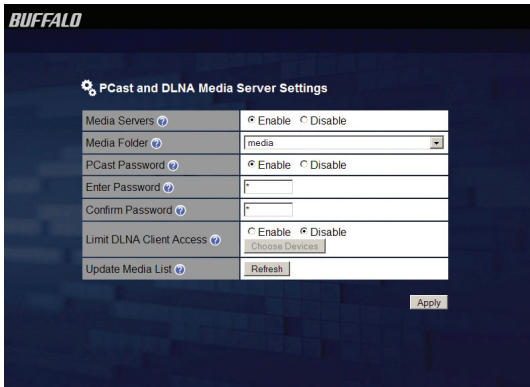 BUFFALO
PCast and DLNA Media Server Settings
Media Servers ? Enable Disable
Media Folder ? media
PCast Password ? Enable Disable
Enter Password ? *
Confirm Password ? *
Limit DLNA Client Access ? Enable Disable
Choose Devices
Update Media List ? Refresh
Apply